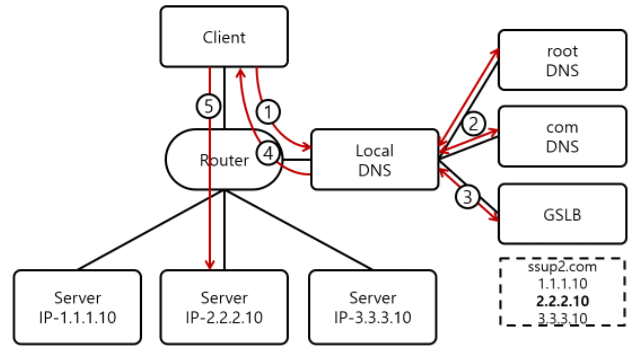 Client
root
DNS
5
1
2
com
DNS
4
Router
Local
DNS
3
GSLB
ssup2.com
1.1.1.10
2.2.2.10
3.3.3.10
Server
IP-1.1.1.10
Server
IP-2.2.2.10
Server
IP-3.3.3.10